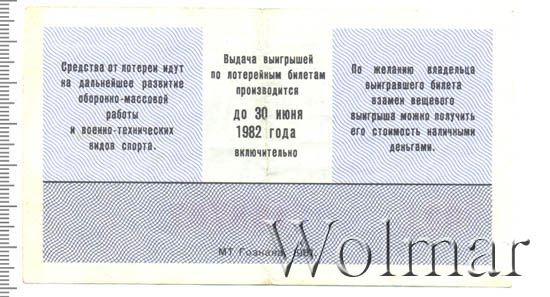 Средства от лотереи идут
на дальнейшее развитие
оборонно-массовой
работы
и военно-технических
видов спорта.
Выдача выигрышей
по лотерейным билетам
производится
до 30 июня
1982 года
включительно
По желанию владельца
выигравшего билета
взамен вещевого
выигрыша можно получить
его стоимость наличными
деньгами.
МТ Гознака.
Wolmar